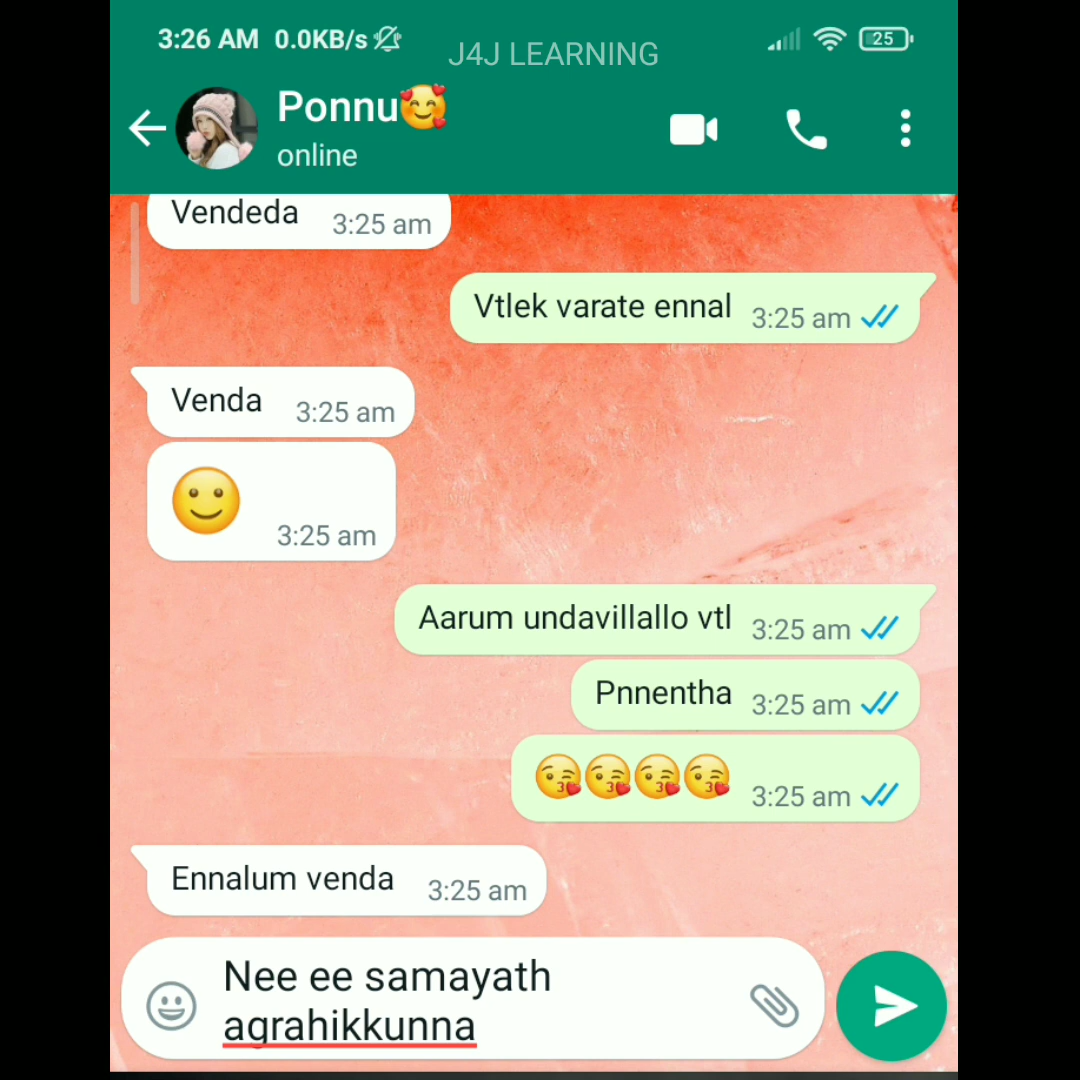 3:26 AM 0.0KB/s
25
J4J LEARNING
Ponnu🥰
online
Vendeda 3:25 am
Vtlek varate ennal 3:25 am
Venda 3:25 am
🙂 3:25 am
Aarum undavillallo vtl 3:25 am
Pnnentha 3:25 am
😘😘😘😘 3:25 am
Ennalum venda 3:25 am
Nee ee samayath
agrahikkunna